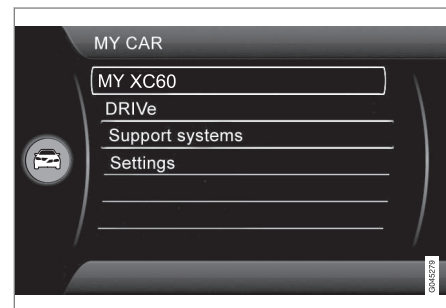 MY CAR
MY XC60
DRIVe
Support systems
Settings
G045279